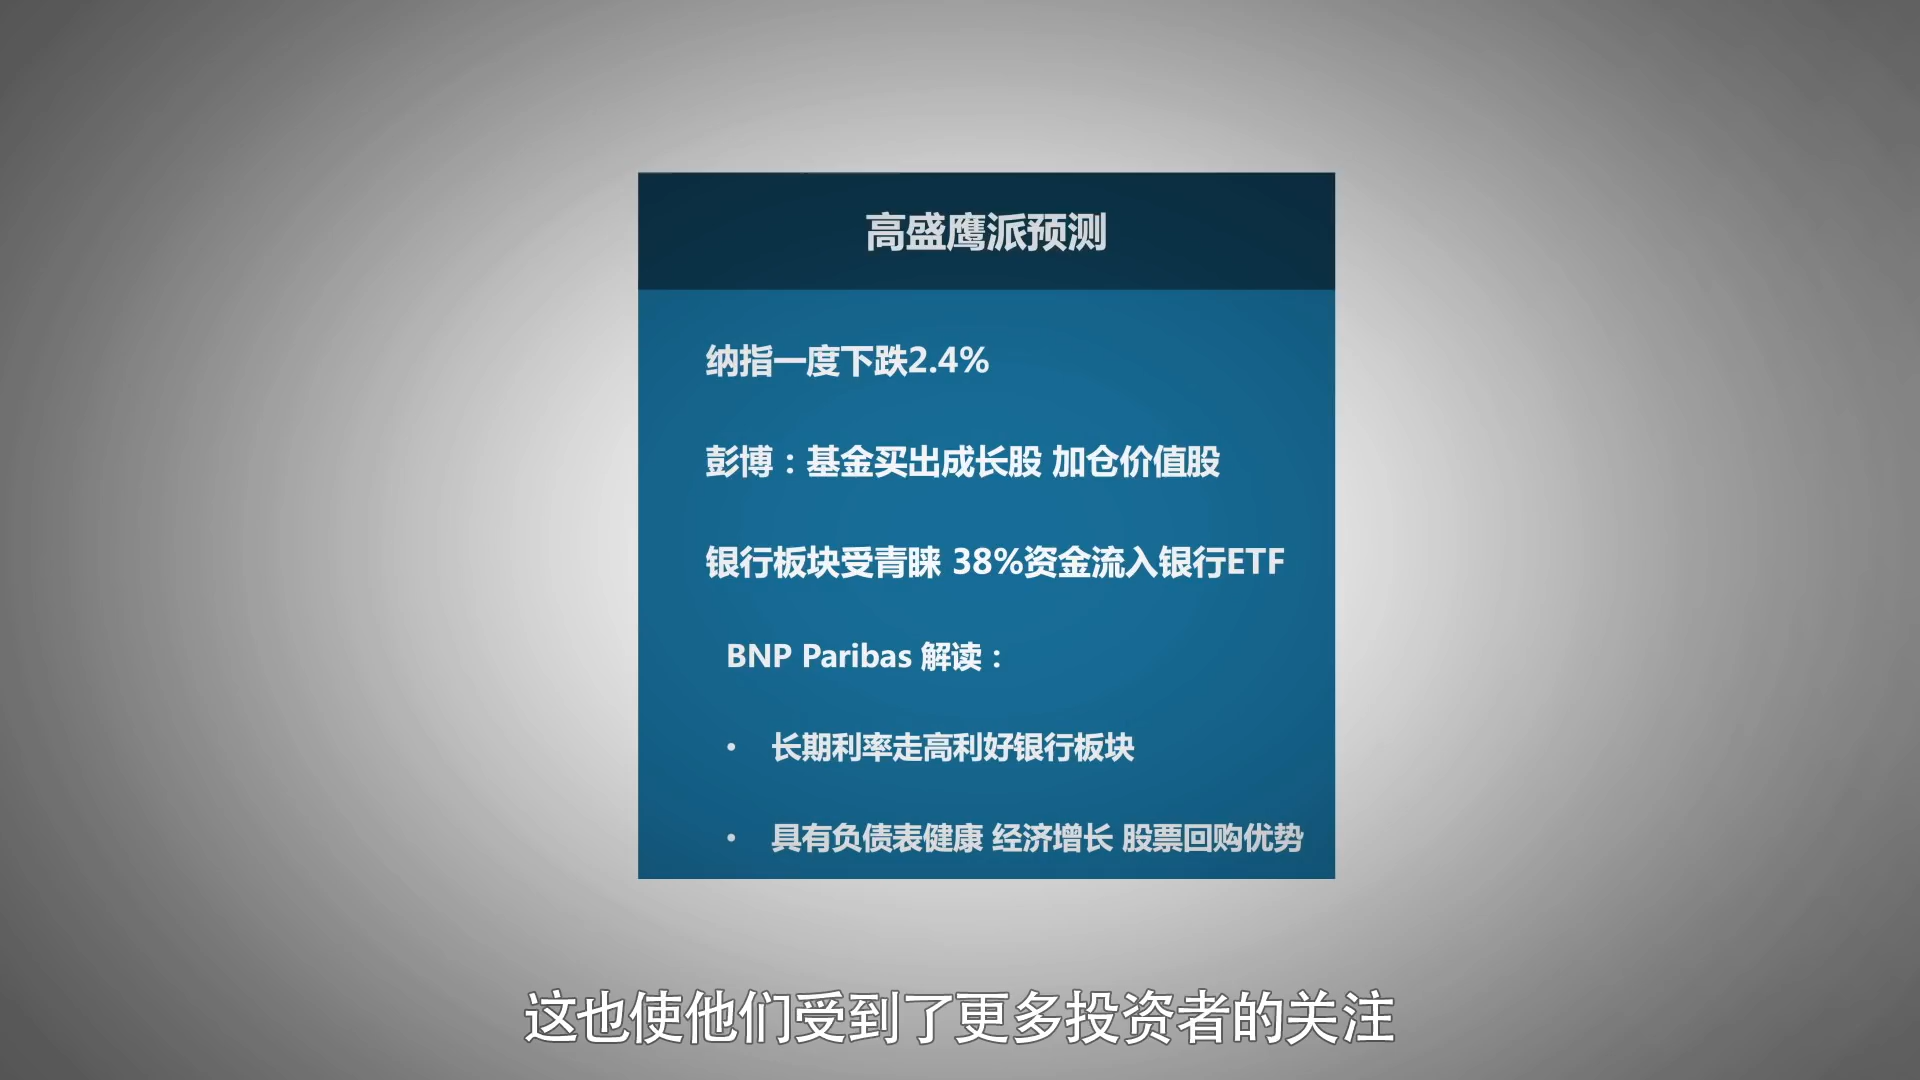 高盛鹰派预测
纳指一度下跌2.4%
彭博：基金买出成长股 加仓价值股
银行板块受青睐 38%资金流入银行ETF
BNP Paribas 解读：
• 长期利率走高利好银行板块
• 具有负债表健康 经济增长 股票回购优势
这也使他们受到了更多投资者的关注